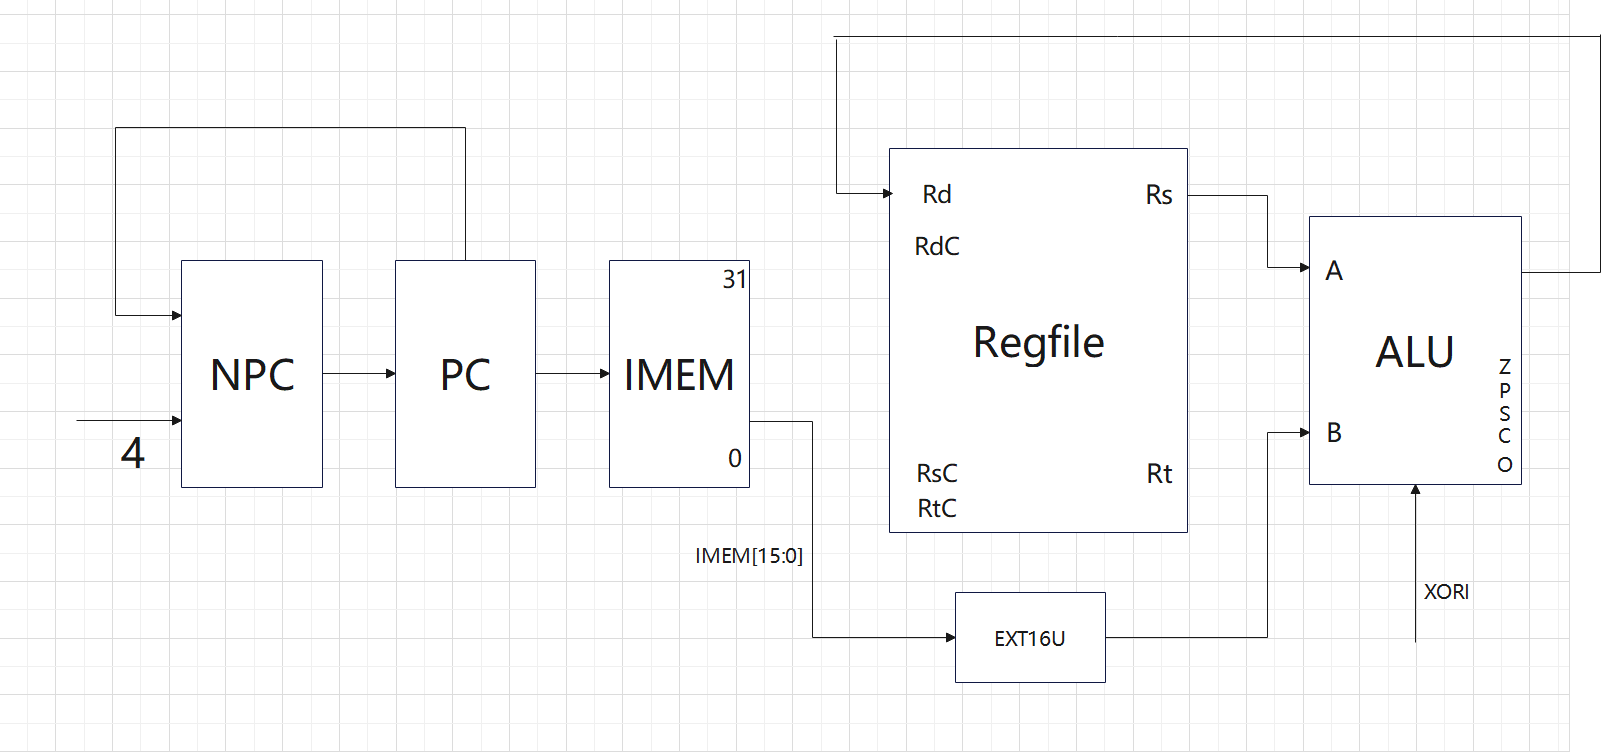 NPC
4
PC
31
IMEM
0
IMEM[15:0]
Rd
Rs
RdC
Regfile
RsC
Rt
RtC
EXT16U
A
ALU
B
Z
P
S
C
O
XORI